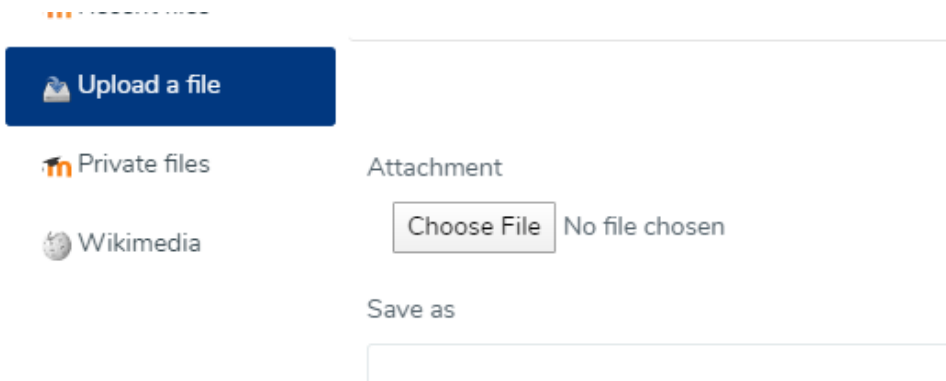 Upload a file
Private files
Wikimedia
Attachment
Choose File No file chosen
Save as